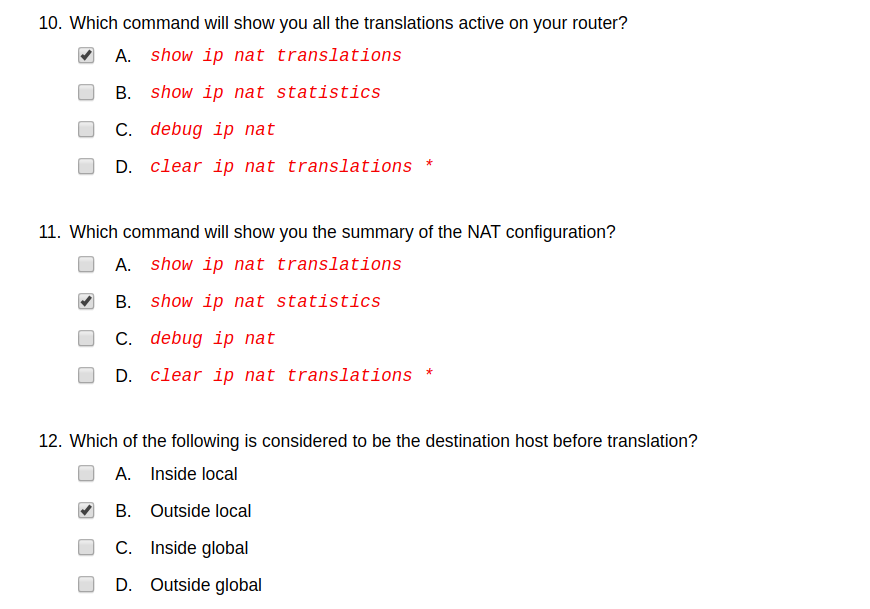 10. Which command will show you all the translations active on your router?
A. show ip nat translations
B. show ip nat statistics
C. debug ip nat
D. clear ip nat translations *
11. Which command will show you the summary of the NAT configuration?
A. show ip nat translations
B. show ip nat statistics
C. debug ip nat
D. clear ip nat translations *
12. Which of the following is considered to be the destination host before translation?
A. Inside local
B. Outside local
C. Inside global
D. Outside global